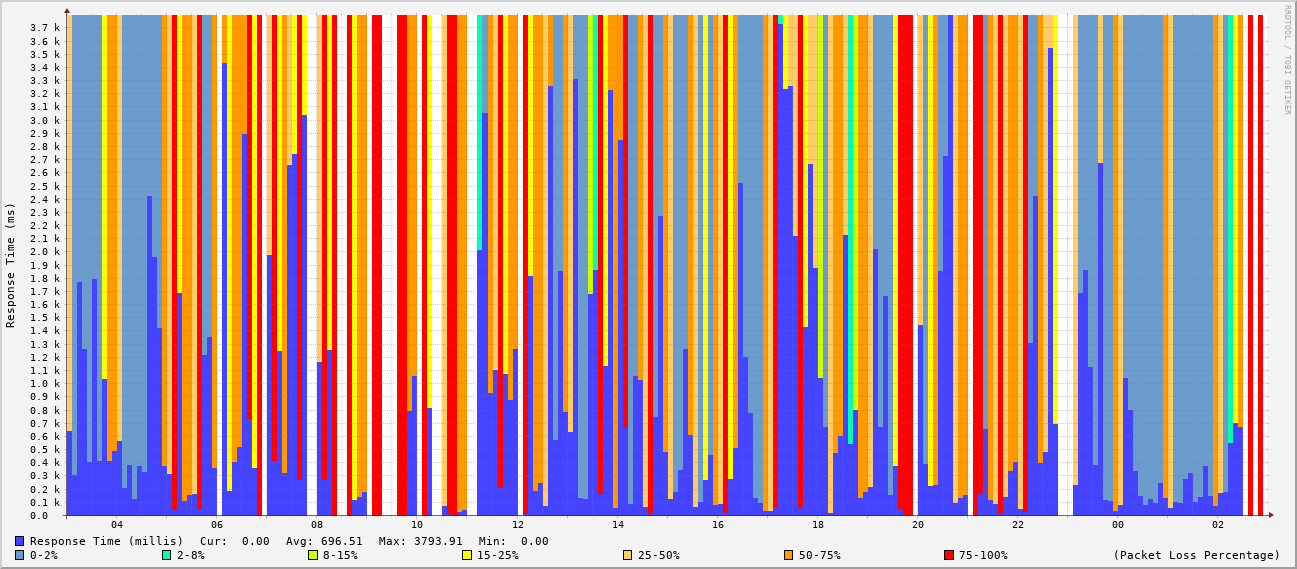 RRDTOOL / TOBI OETIKER
Response Time (ms)
3.7 k
3.6 k
3.5 k
3.4 k
3.3 k
3.2 k
3.1 k
3.0 k
2.9 k
2.8 k
2.7 k
2.6 k
2.5 k
2.4 k
2.3 k
2.2 k
2.1 k
2.0 k
1.9 k
1.8 k
1.7 k
1.6 k
1.5 k
1.4 k
1.3 k
1.2 k
1.1 k
1.0 k
0.9 k
0.8 k
0.7 k
0.6 k
0.5 k
0.4 k
0.3 k
0.2 k
0.1 k
0.0
04 06 08 10 12 14 16 18 20 22 00 02
Response Time (millis) Cur: 0.00 Avg: 696.51 Max: 3793.91 Min: 0.00
0-2% 2-8% 8-15% 15-25% 25-50% 50-75% 75-100% (Packet Loss Percentage)